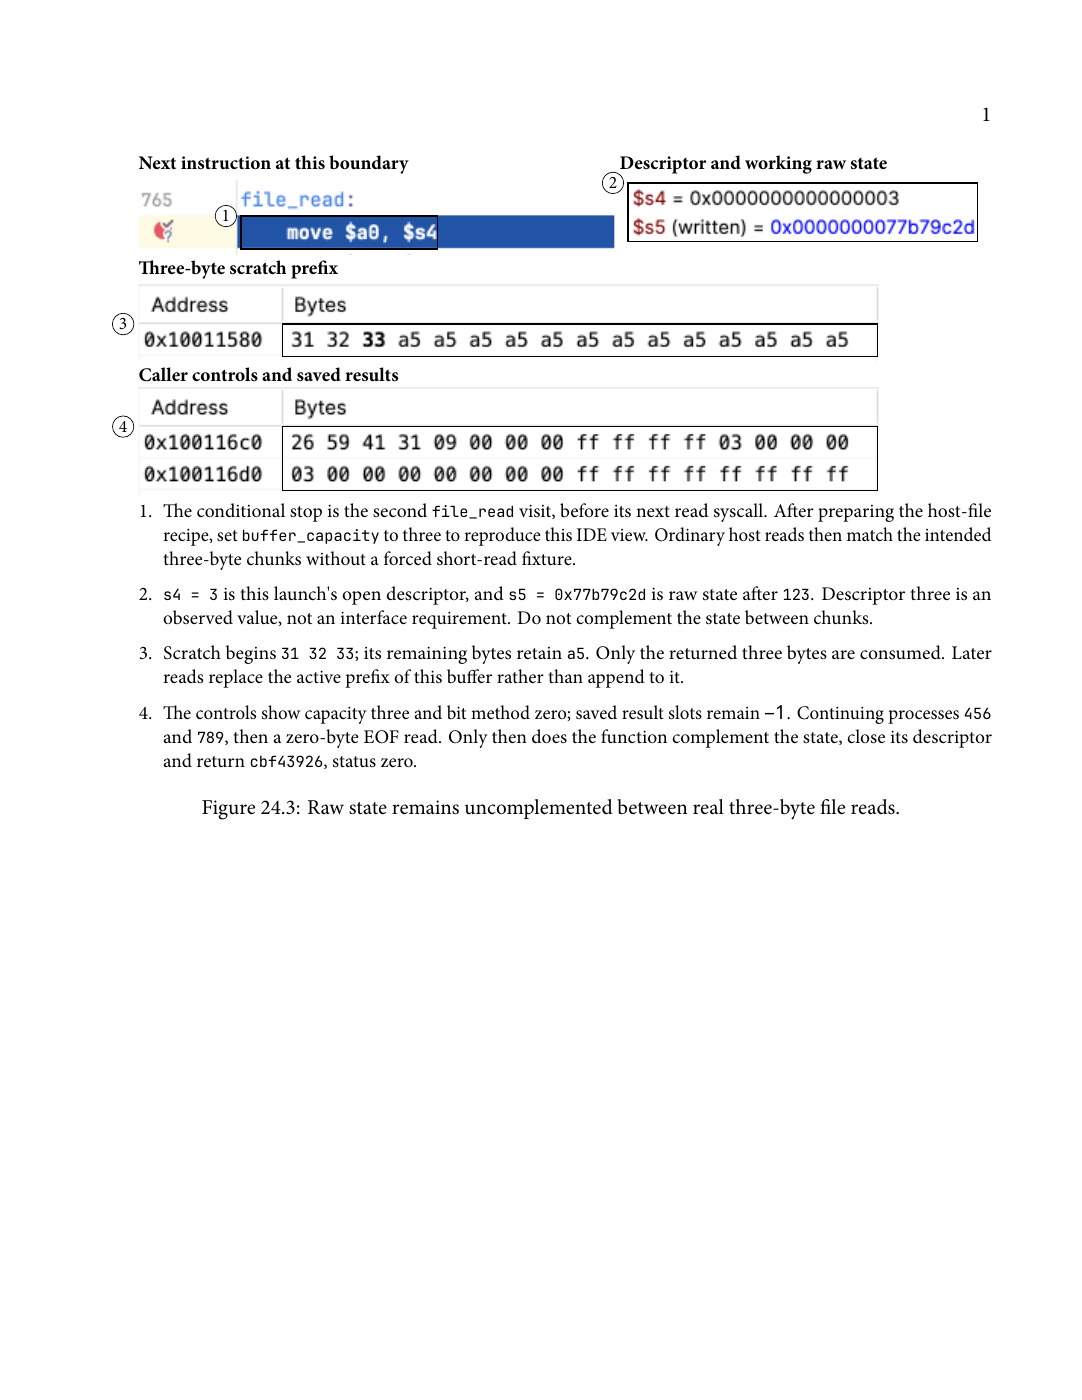 1
Next instruction at this boundary
Descriptor and working raw state
765 file_read:
1 move $a0, $s4
2 $s4 = 0x0000000000000003
$s5 (written) = 0x0000000077b79c2d
Three-byte scratch prefix
Address Bytes
3 0x10011580 31 32 33 a5 a5 a5 a5 a5 a5 a5 a5 a5 a5 a5 a5 a5
Caller controls and saved results
Address Bytes
4 0x100116c0 26 59 41 31 09 00 00 00 ff ff ff ff 03 00 00 00
0x100116d0 03 00 00 00 00 00 00 00 ff ff ff ff ff ff ff ff
1. The conditional stop is the second file_read visit, before its next read syscall. After preparing the host-file
recipe, set buffer_capacity to three to reproduce this IDE view. Ordinary host reads then match the intended
three-byte chunks without a forced short-read fixture.
2. s4 = 3 is this launch's open descriptor, and s5 = 0x77b79c2d is raw state after 123. Descriptor three is an
observed value, not an interface requirement. Do not complement the state between chunks.
3. Scratch begins 31 32 33; its remaining bytes retain a5. Only the returned three bytes are consumed. Later
reads replace the active prefix of this buffer rather than append to it.
4. The controls show capacity three and bit method zero; saved result slots remain −1. Continuing processes 456
and 789, then a zero-byte EOF read. Only then does the function complement the state, close its descriptor
and return cbf43926, status zero.
Figure 24.3: Raw state remains uncomplemented between real three-byte file reads.